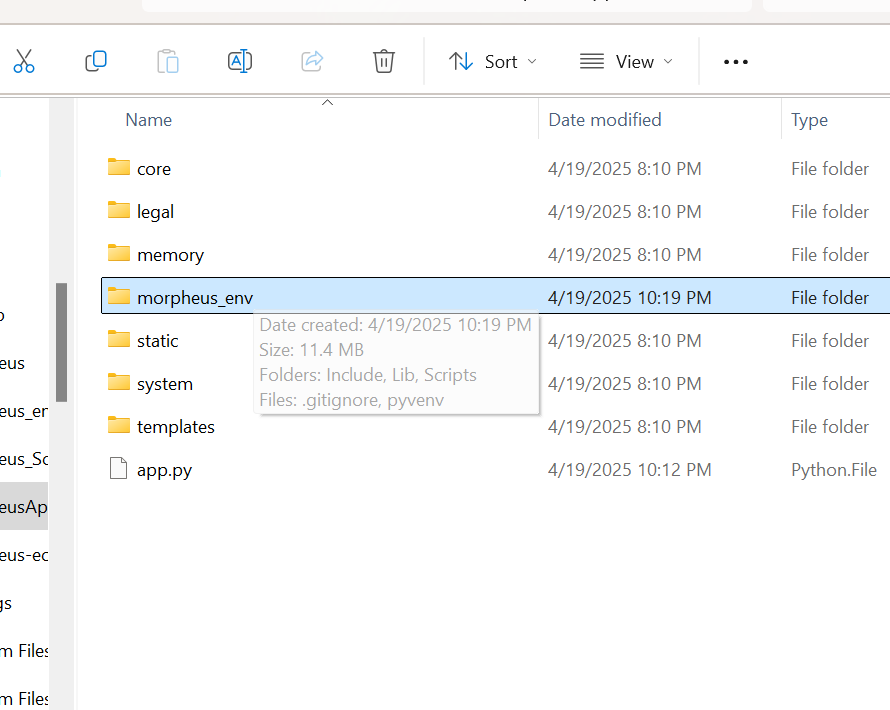 Sort View
Name Date modified Type
core 4/19/2025 8:10 PM File folder
legal 4/19/2025 8:10 PM File folder
memory 4/19/2025 8:10 PM File folder
morpheus_env 4/19/2025 10:19 PM File folder
Date created: 4/19/2025 10:19 PM
Size: 11.4 MB
Folders: Include, Lib, Scripts
Files: .gitignore, pyvenv
static 4/19/2025 8:10 PM File folder
system 4/19/2025 8:10 PM File folder
templates 4/19/2025 8:10 PM File folder
app.py 4/19/2025 10:12 PM Python.File
eus
eus_en
eus_Sc
eusAp
eus-ec
gs
m Files
m Files